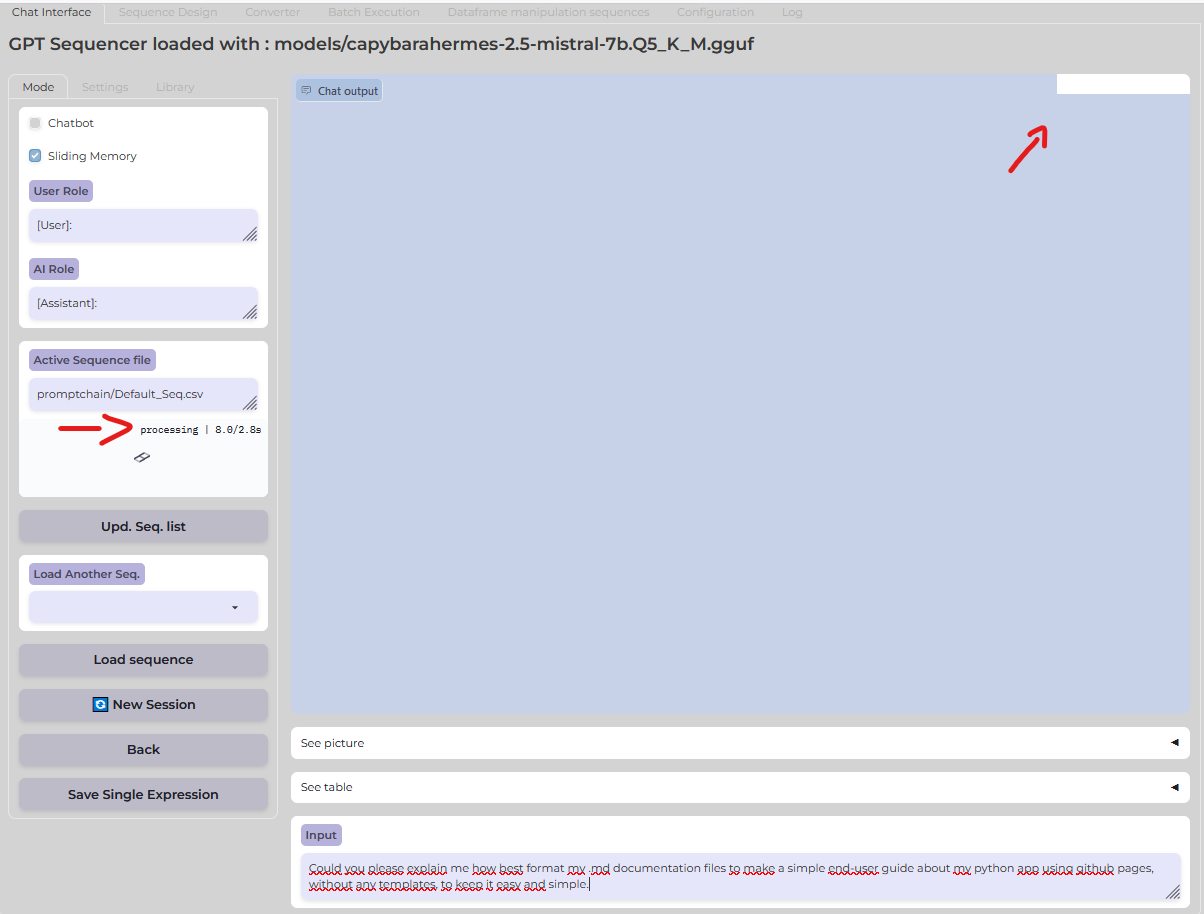 Chat Interface Sequence Design Converter Batch Execution Dataframe manipulation sequences Configuration Log
GPT Sequencer loaded with : models/capybarahermes-2.5-mistral-7b.Q5_K_M.gguf
Mode Settings Library
Chatbot
Sliding Memory
User Role
[User]:
AI Role
[Assistant]:
Active Sequence file
promptchain/Default_Seq.csv
processing | 8.0/2.8s
Upd. Seq. list
Load Another Seq.
Load sequence
New Session
Back
Save Single Expression
Chat output
See picture
See table
Input
Could you please explain me how best format my .md documentation files to make a simple end-user guide about my python app using github pages,
without any templates, to keep it easy and simple.